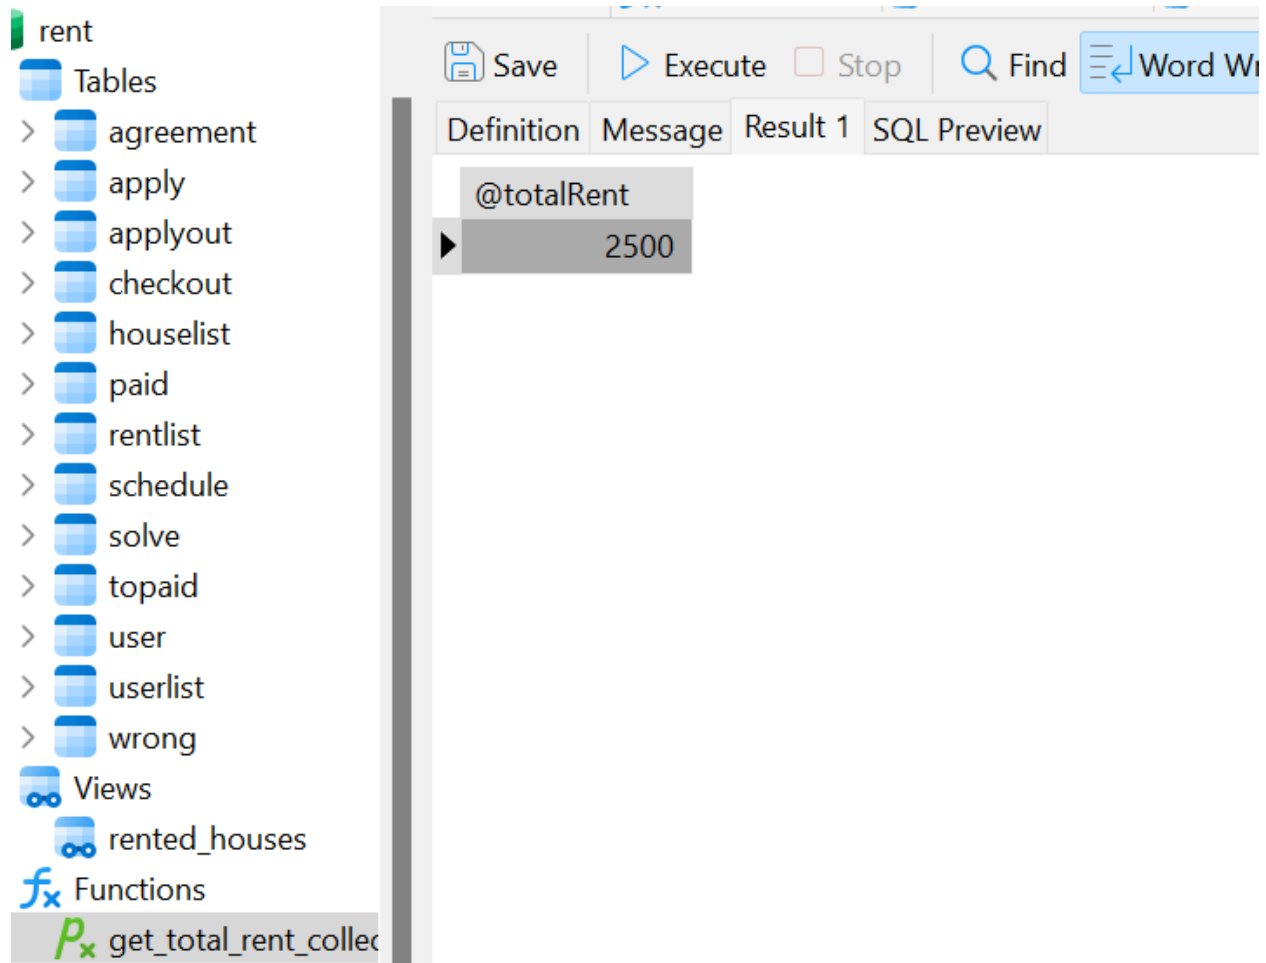 rent
Tables
agreement
apply
applyout
checkout
houselist
paid
rentlist
schedule
solve
topaid
user
userlist
wrong
Views
rented_houses
Functions
get_total_rent_collec
Save Execute Stop Find Word Wr
Definition Message Result 1 SQL Preview
@totalRent
2500